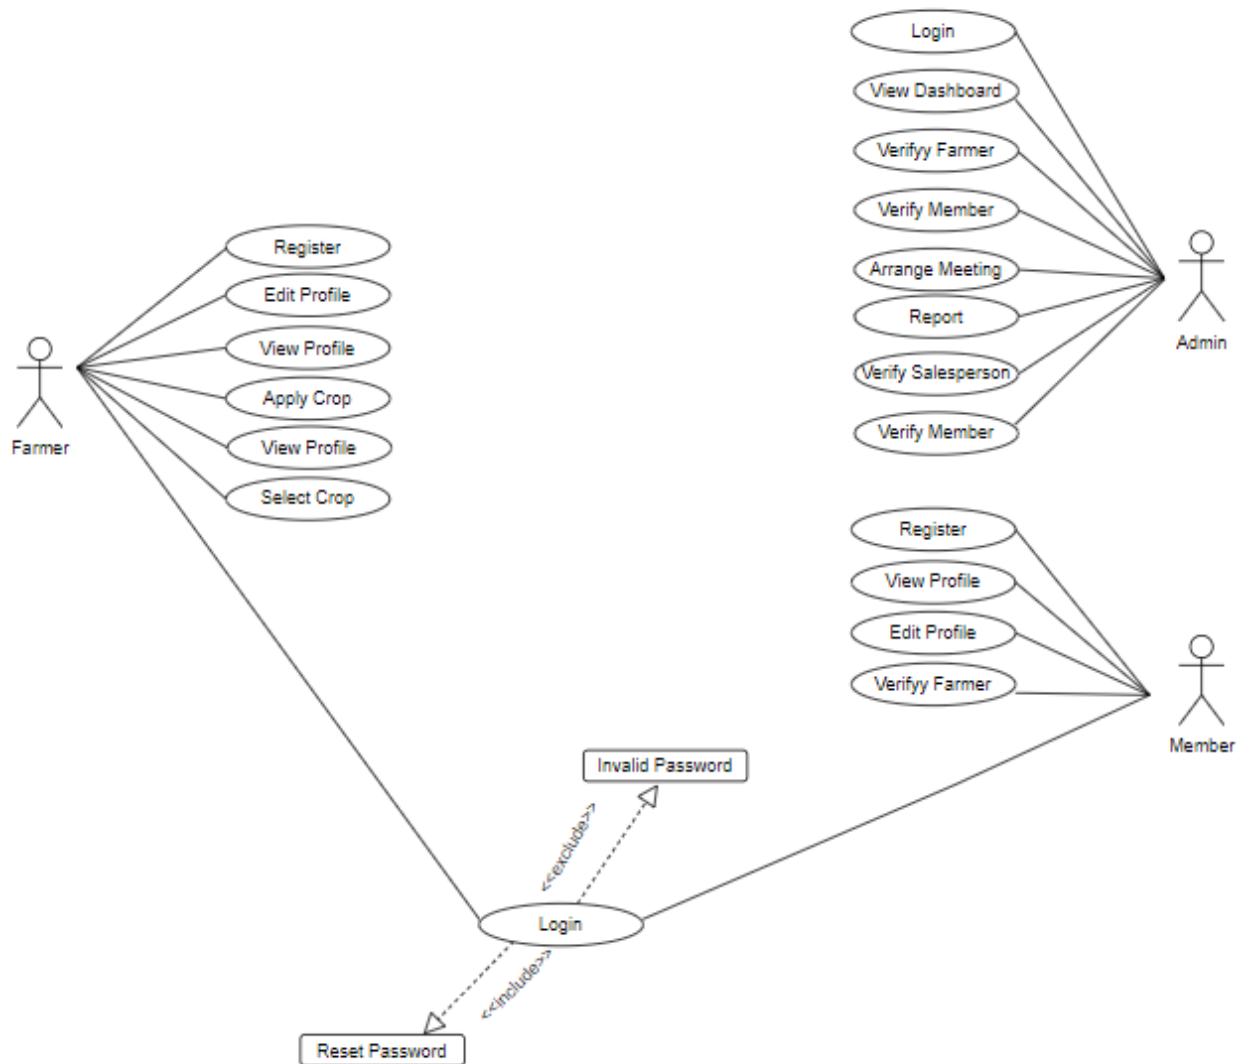 Login
View Dashboard
Verifyy Farmer
Verify Member
Arrange Meeting
Report
Verify Salesperson
Verify Member
Admin
Register
Edit Profile
View Profile
Apply Crop
View Profile
Select Crop
Farmer
Register
View Profile
Edit Profile
Verifyy Farmer
Member
Invalid Password
<<exclude>>
Login
<<include>>
Reset Password